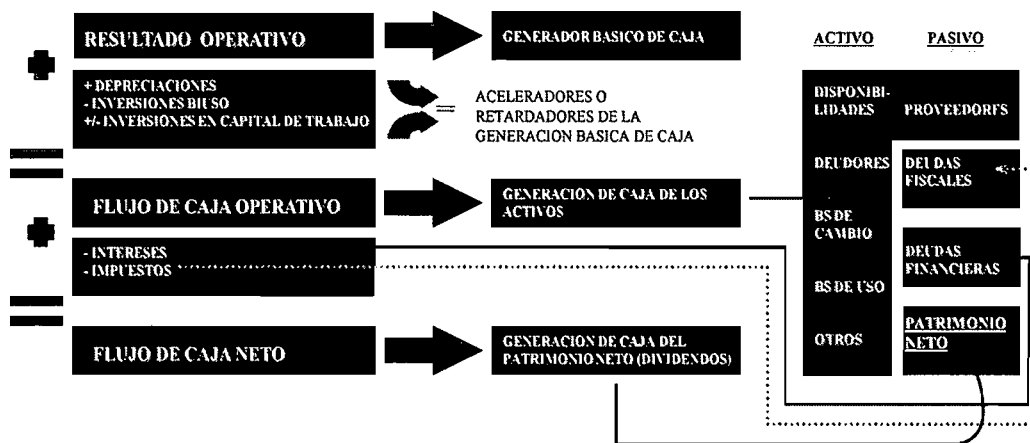 RESULTADO OPERATIVO
GENERADOR BASICO DE CAJA
+ DEPRECIACIONES
- INVERSIONES BIUSO
+/- INVERSIONES EN CAPITAL DE TRABAJO
=
ACELERADORES O
RETARDADORES DE LA
GENERACION BASICA DE CAJA
FLUJO DE CAJA OPERATIVO
GENERACION DE CAJA DE LOS
ACTIVOS
- INTERESES
- IMPUESTOS
FLUJO DE CAJA NETO
GENERACION DE CAJA DEL
PATRIMONIO NETO (DIVIDENDOS)
ACTIVO
DISPONIBI-
LIDADES
DEUDORES
BS DE
CAMBIO
BS DE USO
OTROS
PASIVO
PROVEEDORES
DEUDAS
FISCALES
DEUDAS
FINANCIERAS
PATRIMONIO
NETO